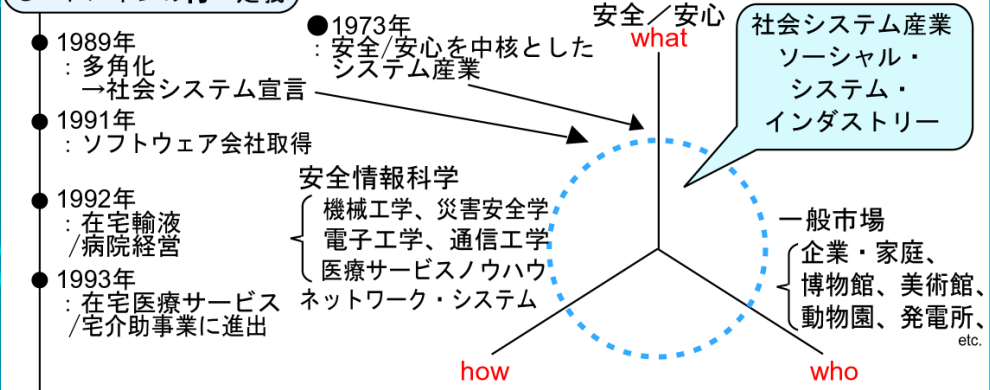 1989年
：多角化
→社会システム宣言
1991年
：ソフトウェア会社取得
1992年
：在宅輸液
/病院経営
1993年
：在宅医療サービス
/宅介助事業に進出
●1973年
：安全/安心を中核とした
システム産業
安全情報科学
機械工学、災害安全学
電子工学、通信工学
医療サービスノウハウ
ネットワーク・システム
安全／安心
what
how
who
社会システム産業
ソーシャル・
システム・
インダストリー
一般市場
企業・家庭、
博物館、美術館、
動物園、発電所、
etc.